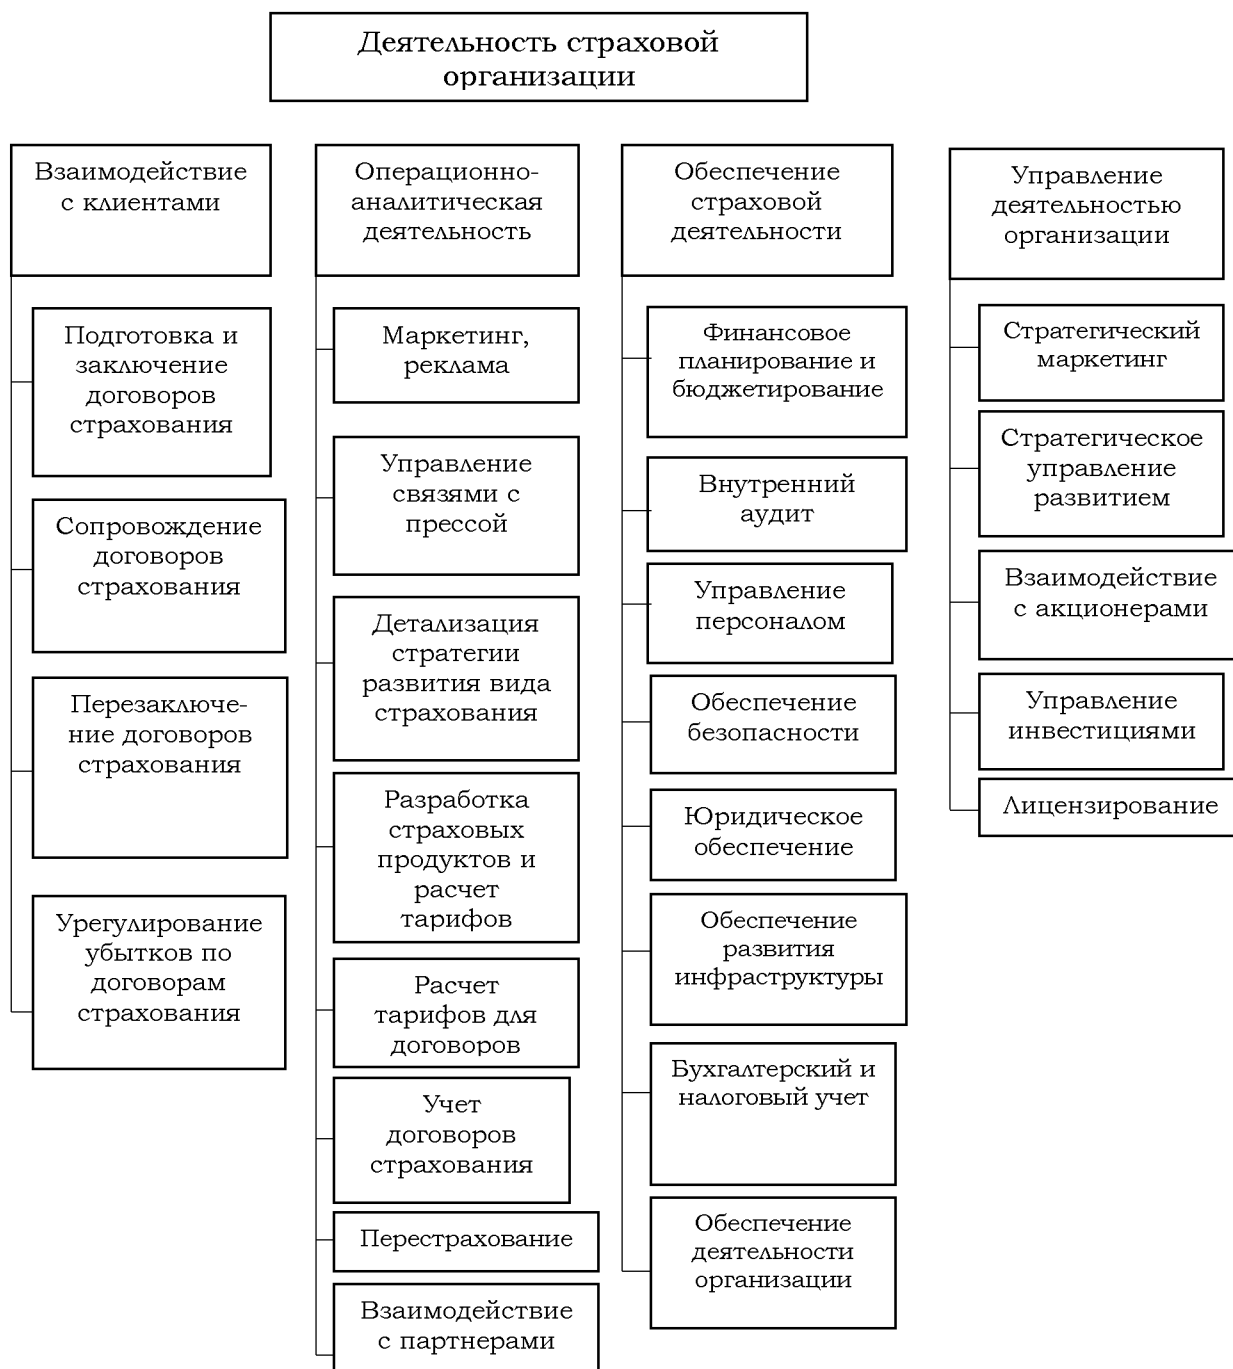 Деятельность страховой
организации
Взаимодействие
с клиентами
Подготовка и
заключение
договоров
страхования
Сопровождение
договоров
страхования
Перезаключе-
ние договоров
страхования
Урегулирование
убытков по
договорам
страхования
Операционно-
аналитическая
деятельность
Маркетинг,
реклама
Управление
связями с
прессой
Детализация
стратегии
развития вида
страхования
Разработка
страховых
продуктов и
расчет
тарифов
Расчет
тарифов для
договоров
Учет
договоров
страхования
Перестрахование
Взаимодействие
с партнерами
Обеспечение
страховой
деятельности
Финансовое
планирование и
бюджетирование
Внутренний
аудит
Управление
персоналом
Обеспечение
безопасности
Юридическое
обеспечение
Обеспечение
развития
инфраструктуры
Бухгалтерский и
налоговый учет
Обеспечение
деятельности
организации
Управление
деятельностью
организации
Стратегический
маркетинг
Стратегическое
управление
развитием
Взаимодействие
с акционерами
Управление
инвестициями
Лицензирование